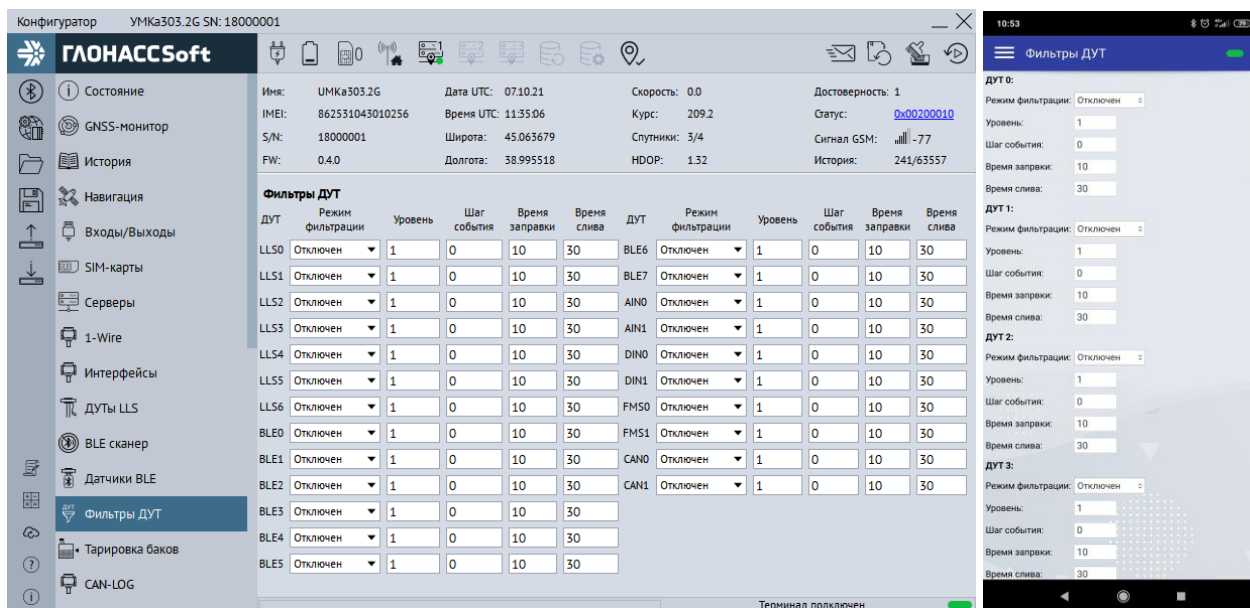 Конфигуратор УМКа303.2G SN: 18000001
ГЛОНАССSoft
Состояние
GNSS-монитор
История
Навигация
Входы/Выходы
SIM-карты
Серверы
1-Wire
Интерфейсы
ДУТы LLS
BLE сканер
Датчики BLE
Фильтры ДУТ
Тарировка баков
CAN-LOG
0
Имя: UMKa303.2G Дата UTC: 07.10.21 Скорость: 0.0 Достоверность: 1
IMEI: 862531043010256 Время UTC: 11:35:06 Курс: 209.2 Статус: 0x00200010
S/N: 18000001 Широта: 45.063679 Спутники: 3/4 Сигнал GSM: -77
FW: 0.4.0 Долгота: 38.995518 HDOP: 1.32 История: 241/63557
Фильтры ДУТ
ДУТ Режим фильтрации Уровень Шаг события Время заправки Время слива ДУТ Режим фильтрации Уровень Шаг события Время заправки Время слива
LLS0 Отключен 1 0 10 30 BLE6 Отключен 1 0 10 30
LLS1 Отключен 1 0 10 30 BLE7 Отключен 1 0 10 30
LLS2 Отключен 1 0 10 30 AIN0 Отключен 1 0 10 30
LLS3 Отключен 1 0 10 30 AIN1 Отключен 1 0 10 30
LLS4 Отключен 1 0 10 30 DIN0 Отключен 1 0 10 30
LLS5 Отключен 1 0 10 30 DIN1 Отключен 1 0 10 30
LLS6 Отключен 1 0 10 30 FMS0 Отключен 1 0 10 30
BLE0 Отключен 1 0 10 30 FMS1 Отключен 1 0 10 30
BLE1 Отключен 1 0 10 30 CAN0 Отключен 1 0 10 30
BLE2 Отключен 1 0 10 30 CAN1 Отключен 1 0 10 30
BLE3 Отключен 1 0 10 30
BLE4 Отключен 1 0 10 30
BLE5 Отключен 1 0 10 30
Терминал подключен
10:53
Фильтры ДУТ
ДУТ 0:
Режим фильтрации: Отключен
Уровень: 1
Шаг события: 0
Время заправки: 10
Время слива: 30
ДУТ 1:
Режим фильтрации: Отключен
Уровень: 1
Шаг события: 0
Время заправки: 10
Время слива: 30
ДУТ 2:
Режим фильтрации: Отключен
Уровень: 1
Шаг события: 0
Время заправки: 10
Время слива: 30
ДУТ 3:
Режим фильтрации: Отключен
Уровень: 1
Шаг события: 0
Время заправки: 10
Время слива: 30